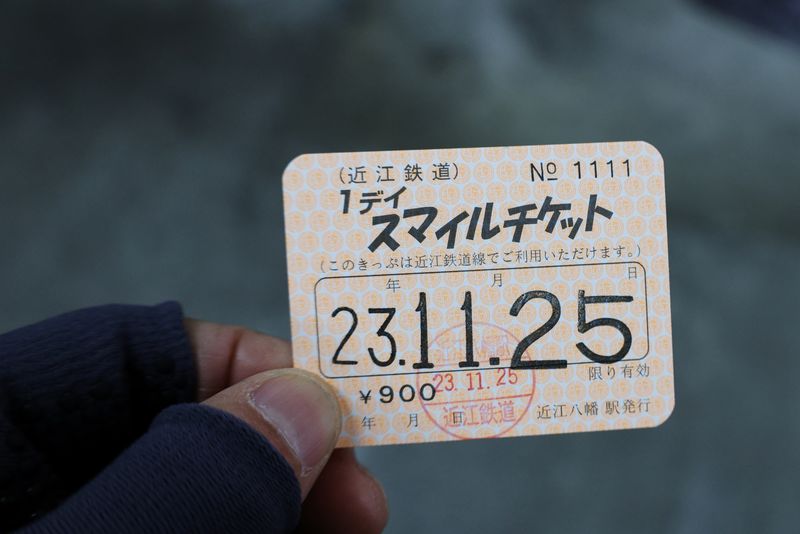 （近江鉄道） № 1111
1デイ
スマイルチケット
（このきっぷは近江鉄道線でご利用いただけます。）
年 月 日
23.11.25
限り有効
￥900
23.11.25
年 月 日
近江鉄道
近江八幡 駅発行